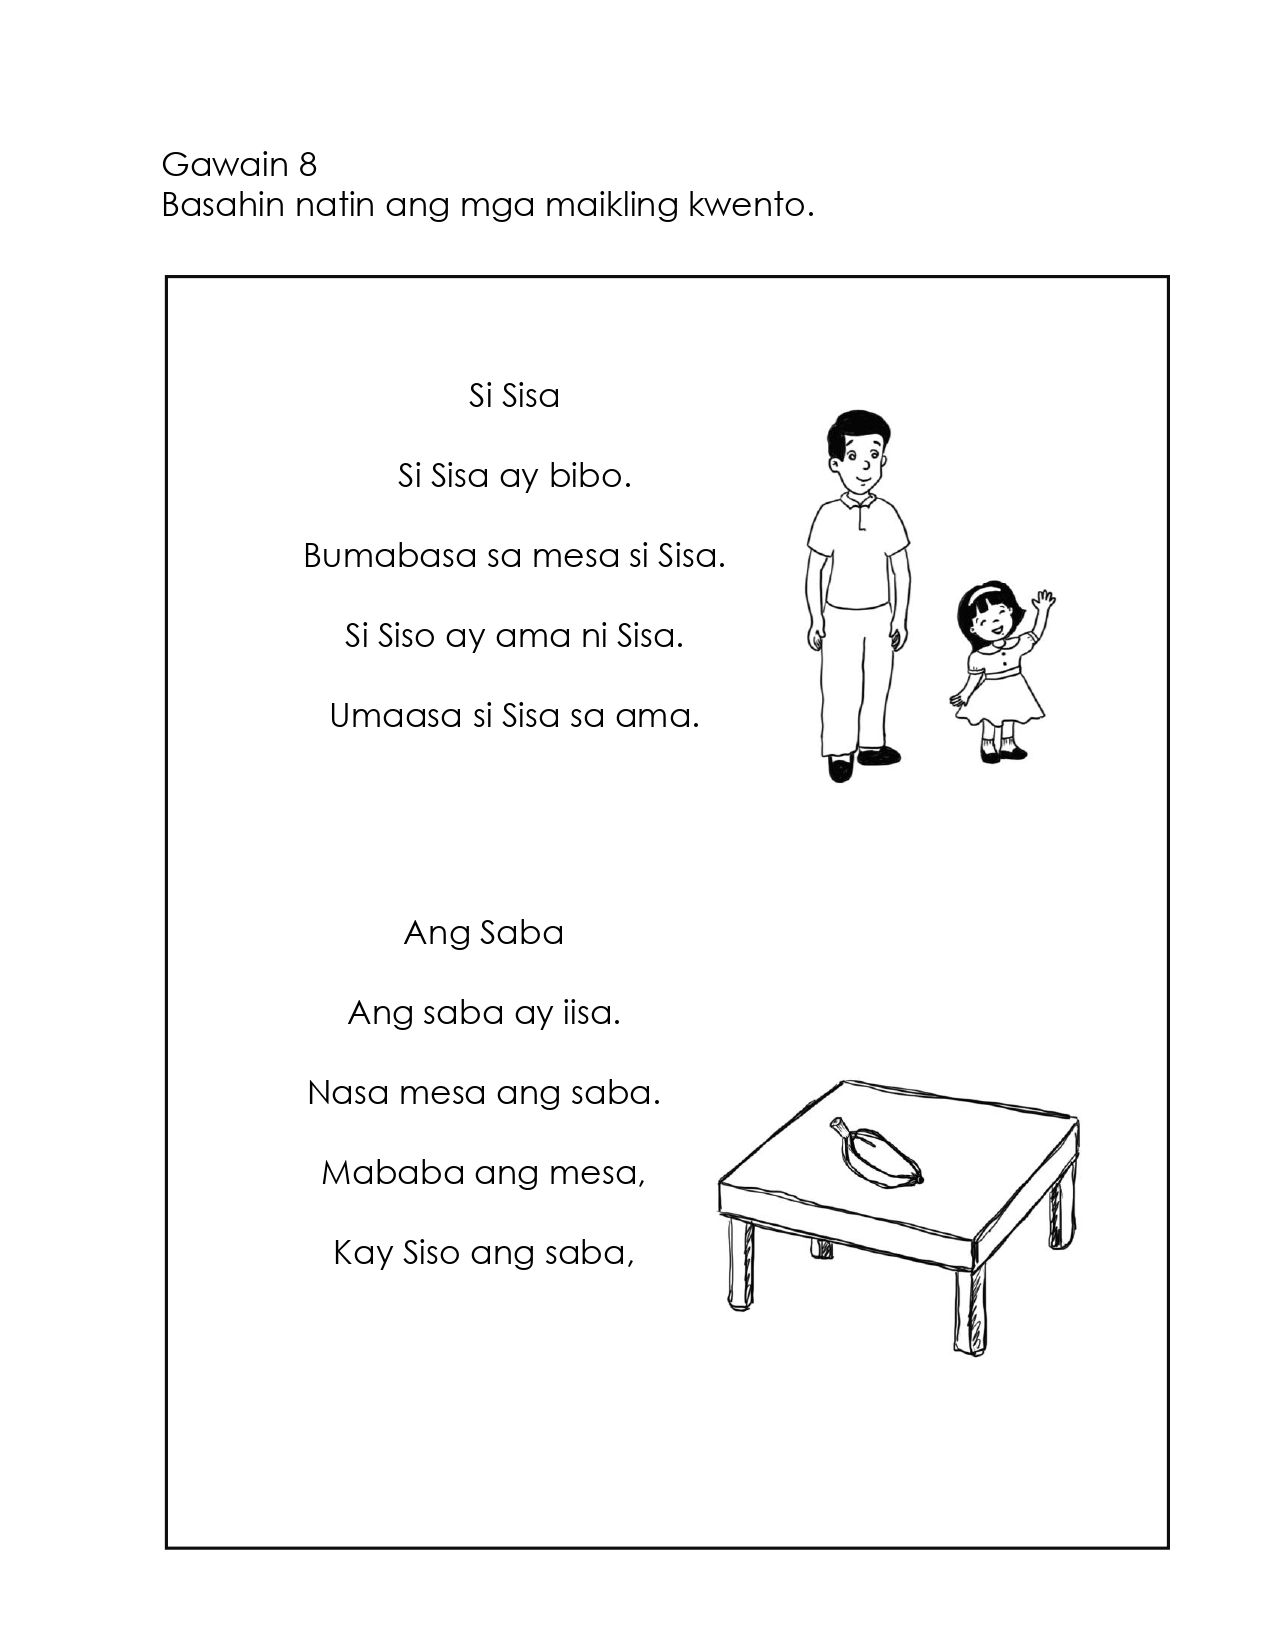 Gawain 8
Basahin natin ang mga maikling kwento.
Si Sisa
Si Sisa ay bibo.
Bumabasa sa mesa si Sisa.
Si Siso ay ama ni Sisa.
Umaasa si Sisa sa ama.
Ang Saba
Ang saba ay iisa.
Nasa mesa ang saba.
Mababa ang mesa,
Kay Siso ang saba,